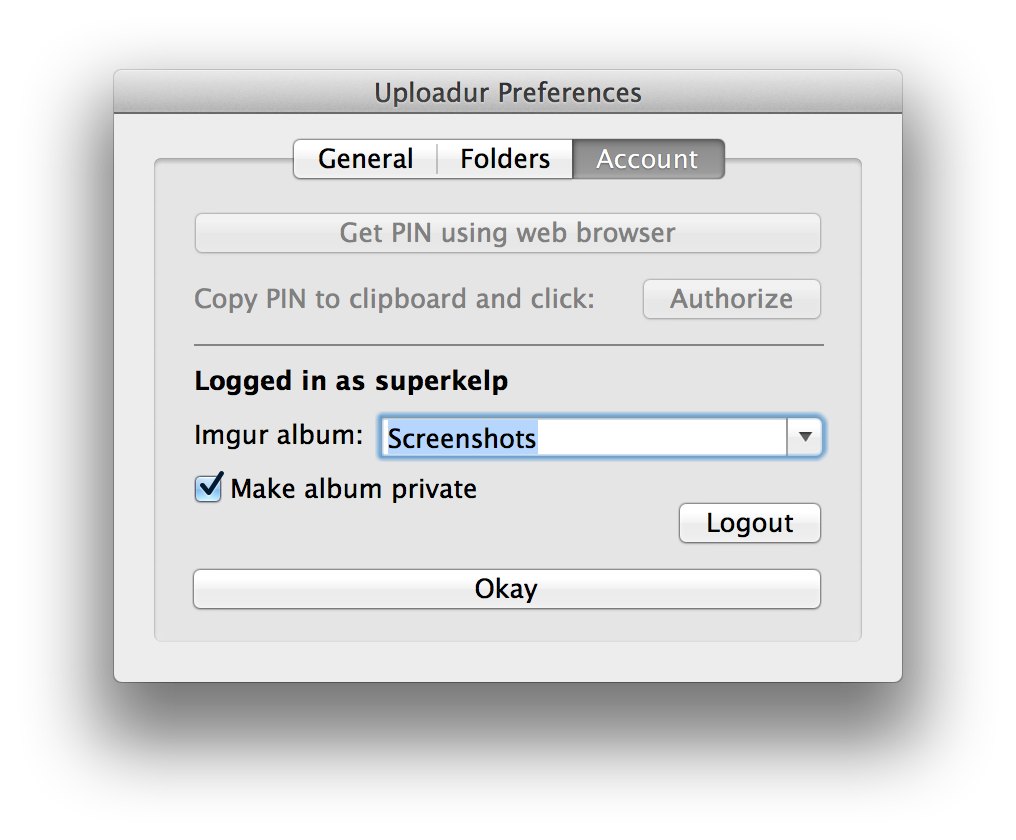 Uploadur Preferences
General Folders Account
Get PIN using web browser
Copy PIN to clipboard and click: Authorize
Logged in as superkelp
Imgur album: Screenshots
Make album private
Logout
Okay